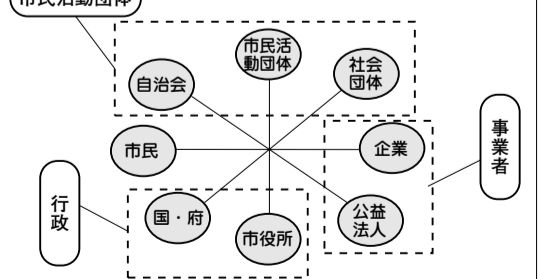 市民活動団体
市民活
動団体
自治会
社会
団体
市民
企業
事業者
行政
国・府
市役所
公益
法人